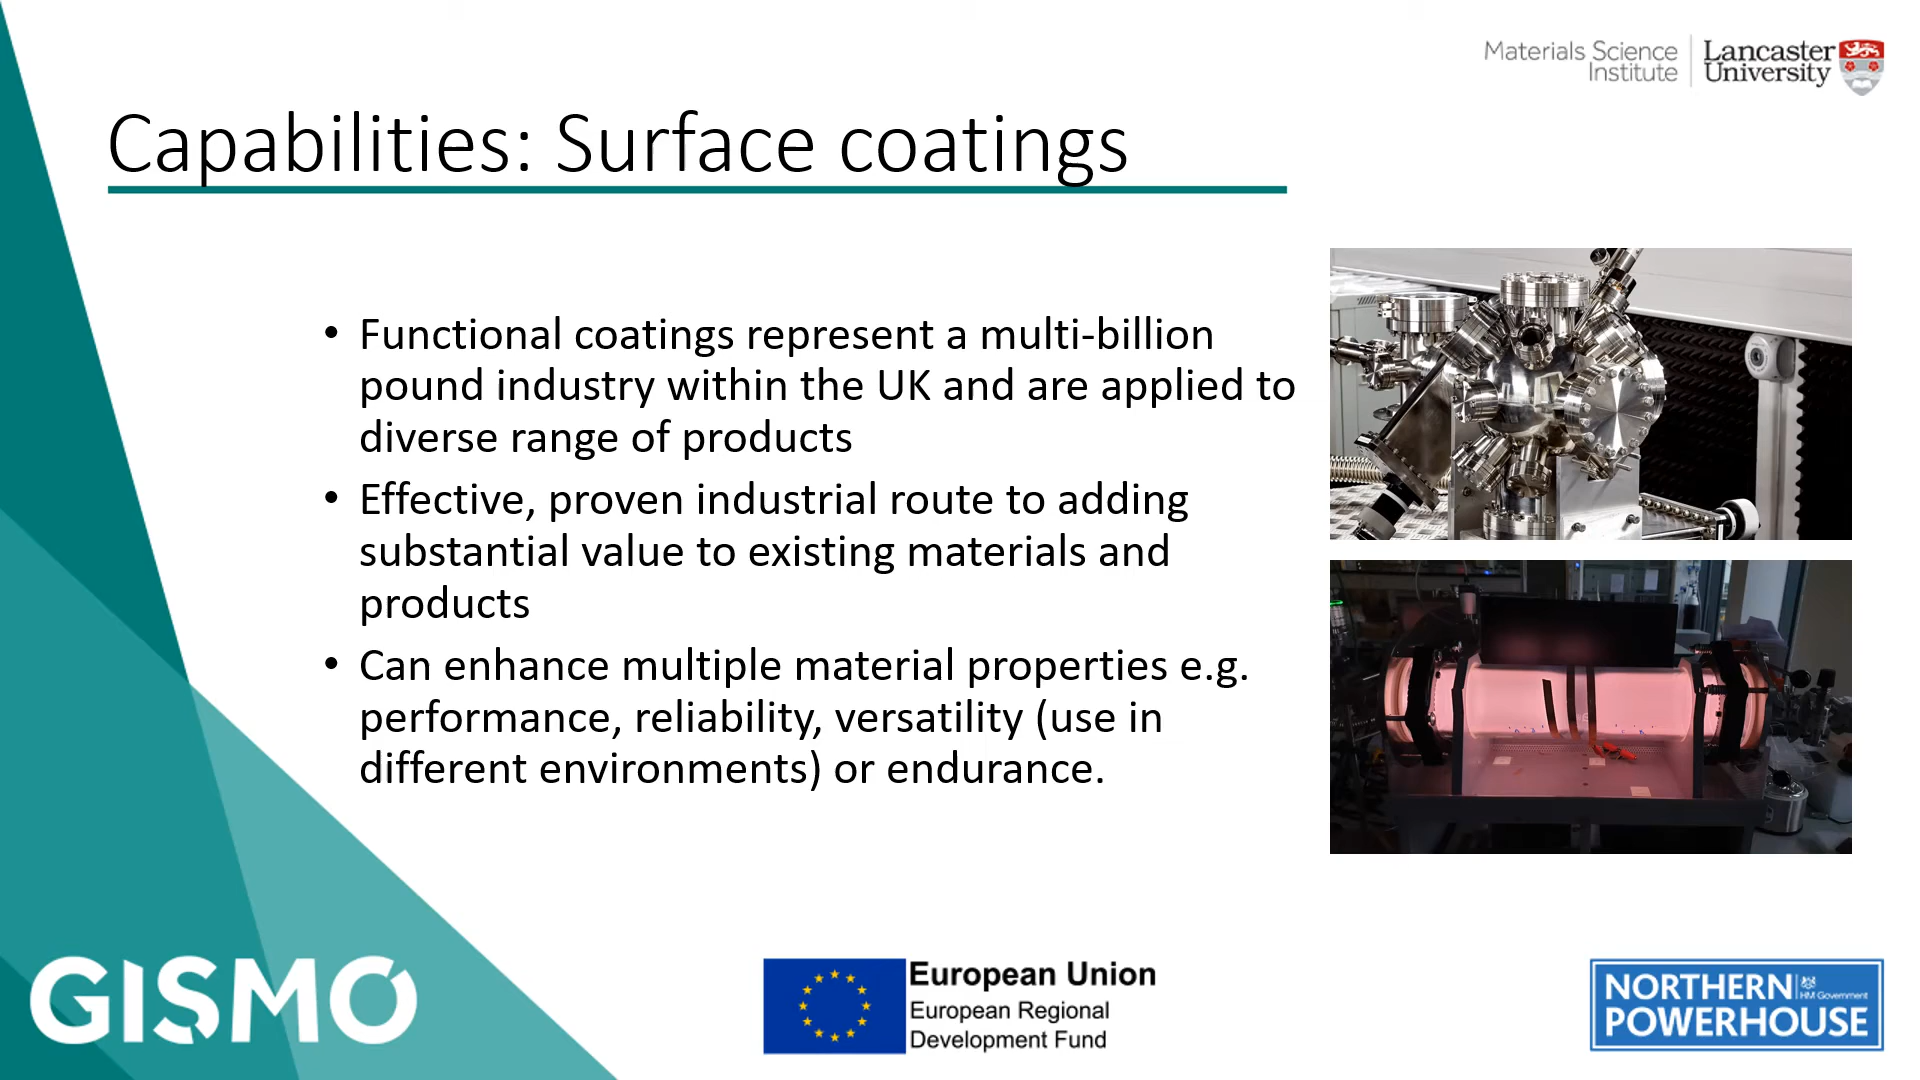 Materials Science
Institute
Lancaster
University
Capabilities: Surface coatings
• Functional coatings represent a multi-billion
pound industry within the UK and are applied to
diverse range of products
• Effective, proven industrial route to adding
substantial value to existing materials and
products
• Can enhance multiple material properties e.g.
performance, reliability, versatility (use in
different environments) or endurance.
GISMO
European Union
European Regional
Development Fund
NORTHERN
HM Government
POWERHOUSE